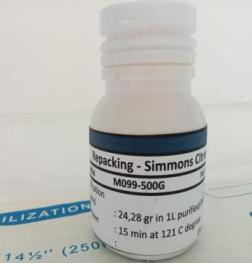 Repacking - Simmons Citra
M099-500G
: 24,28 gr in 1L purified
: 15 min at 121 C degree
ILIZATION
14½" (250